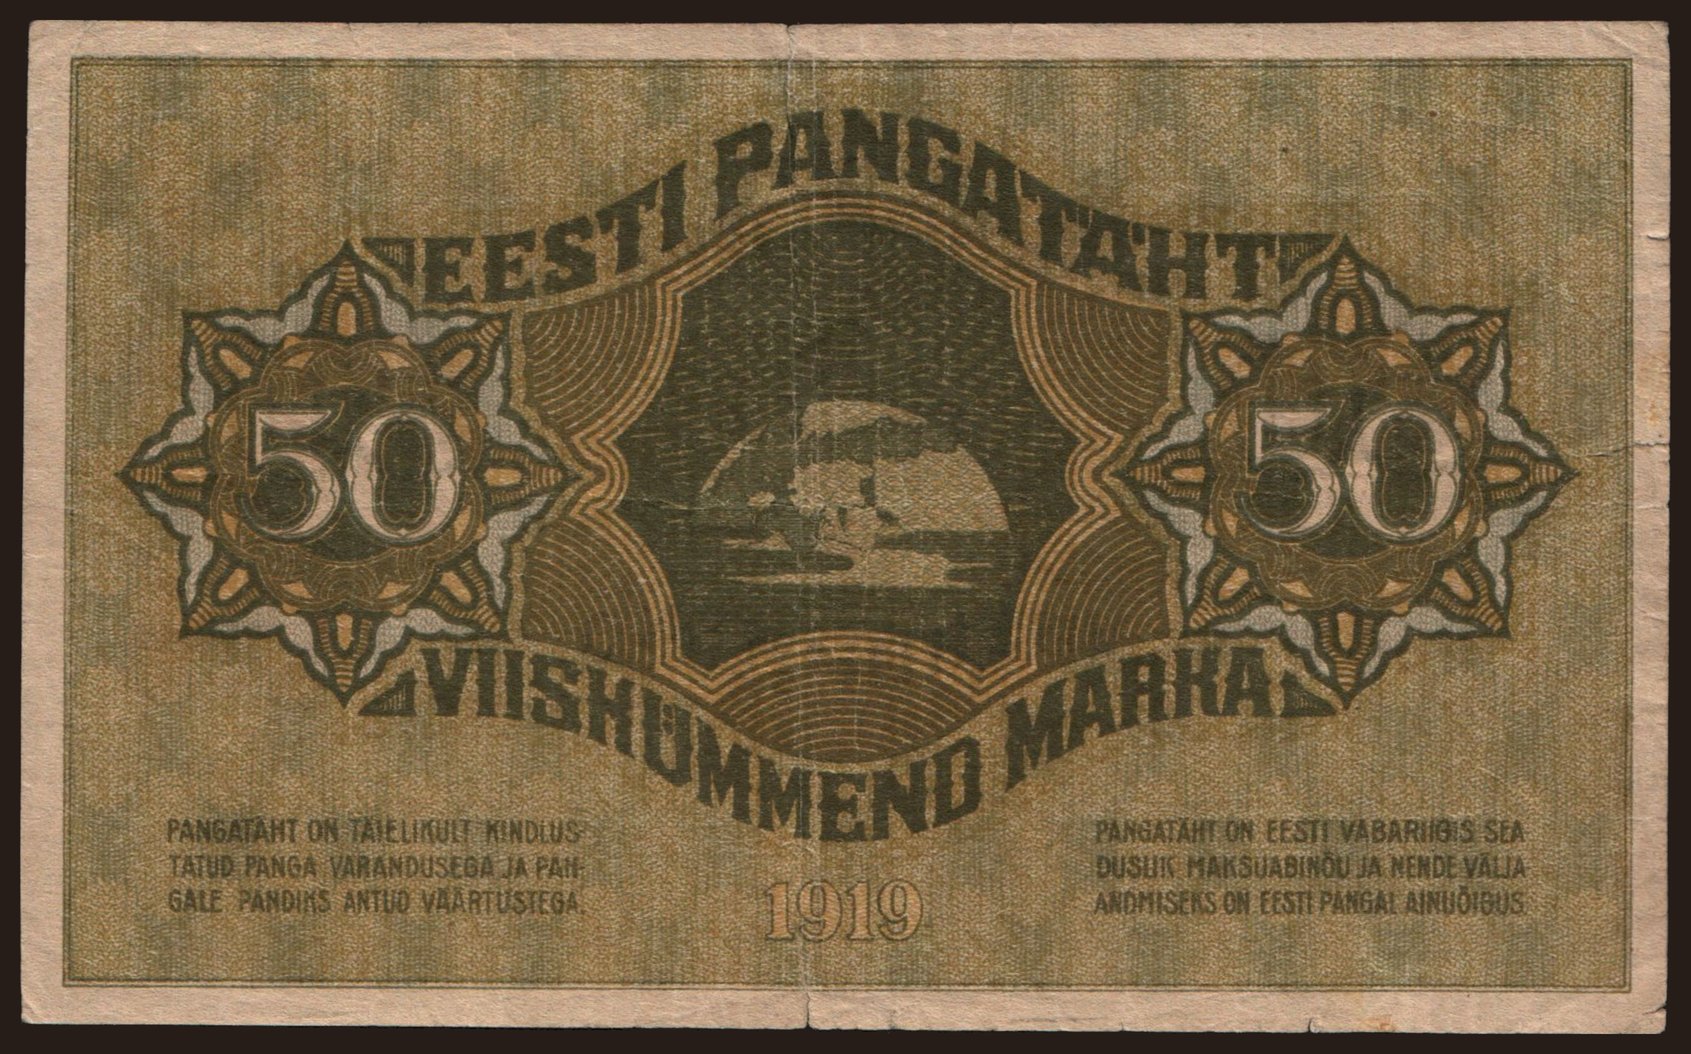 EESTI PANGATÄHT
50 50
VIISKÜMMEND MARKA
PANGATÄHT ON TÄIELIKULT KINDLUS-
TATUD PANGA VARANDUSEGA JA PAN-
GALE PANDIKS ANTUD VÄÄRTUSTEGA.
1919
PANGATÄHT ON EESTI VABARIIGIS SEA
DUSLIK MAKSUABINÕU JA NENDE VÄLJA
ANDMISEKS ON EESTI PANGAL AINUÕIGUS.